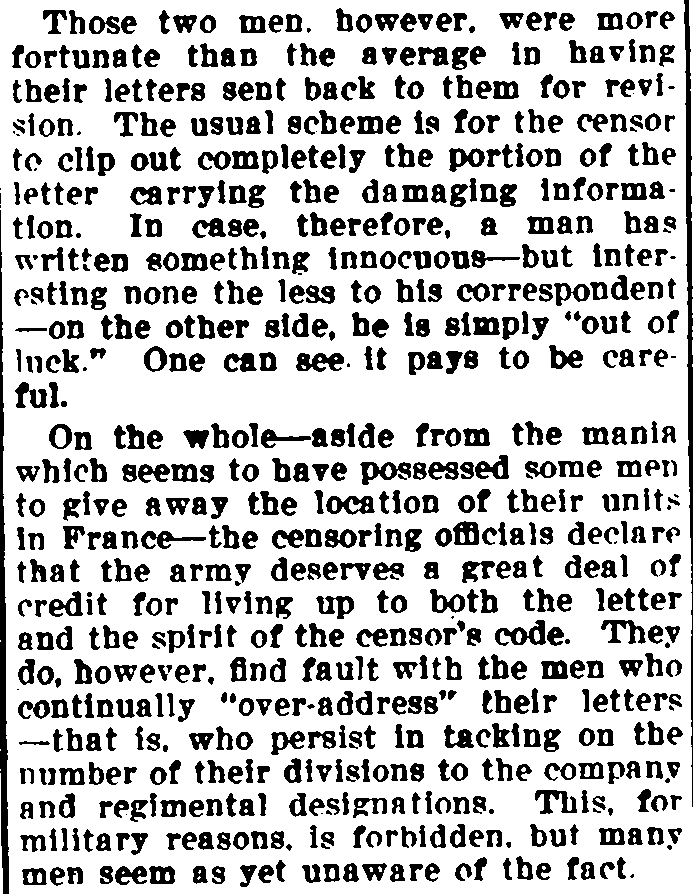 Those two men, however, were more
fortunate than the average in having
their letters sent back to them for revi-
sion. The usual scheme is for the censor
to clip out completely the portion of the
letter carrying the damaging informa-
tion. In case, therefore, a man has
written something innocuous—but inter-
esting none the less to his correspondent
—on the other side, he is simply "out of
luck." One can see it pays to be care-
ful.
On the whole—aside from the mania
which seems to have possessed some men
to give away the location of their units
in France—the censoring officials declare
that the army deserves a great deal of
credit for living up to both the letter
and the spirit of the censor's code. They
do, however, find fault with the men who
continually "over-address" their letters
—that is, who persist in tacking on the
number of their divisions to the company
and regimental designations. This, for
military reasons, is forbidden, but many
men seem as yet unaware of the fact.